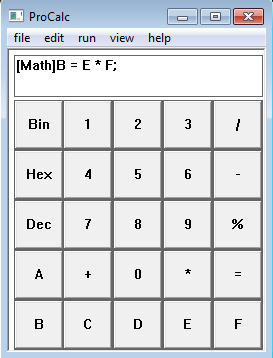 ProCalc
file edit run view help
[Math]B = E * F;
Bin 1 2 3 /
Hex 4 5 6 -
Dec 7 8 9 %
A + 0 * =
B C D E F